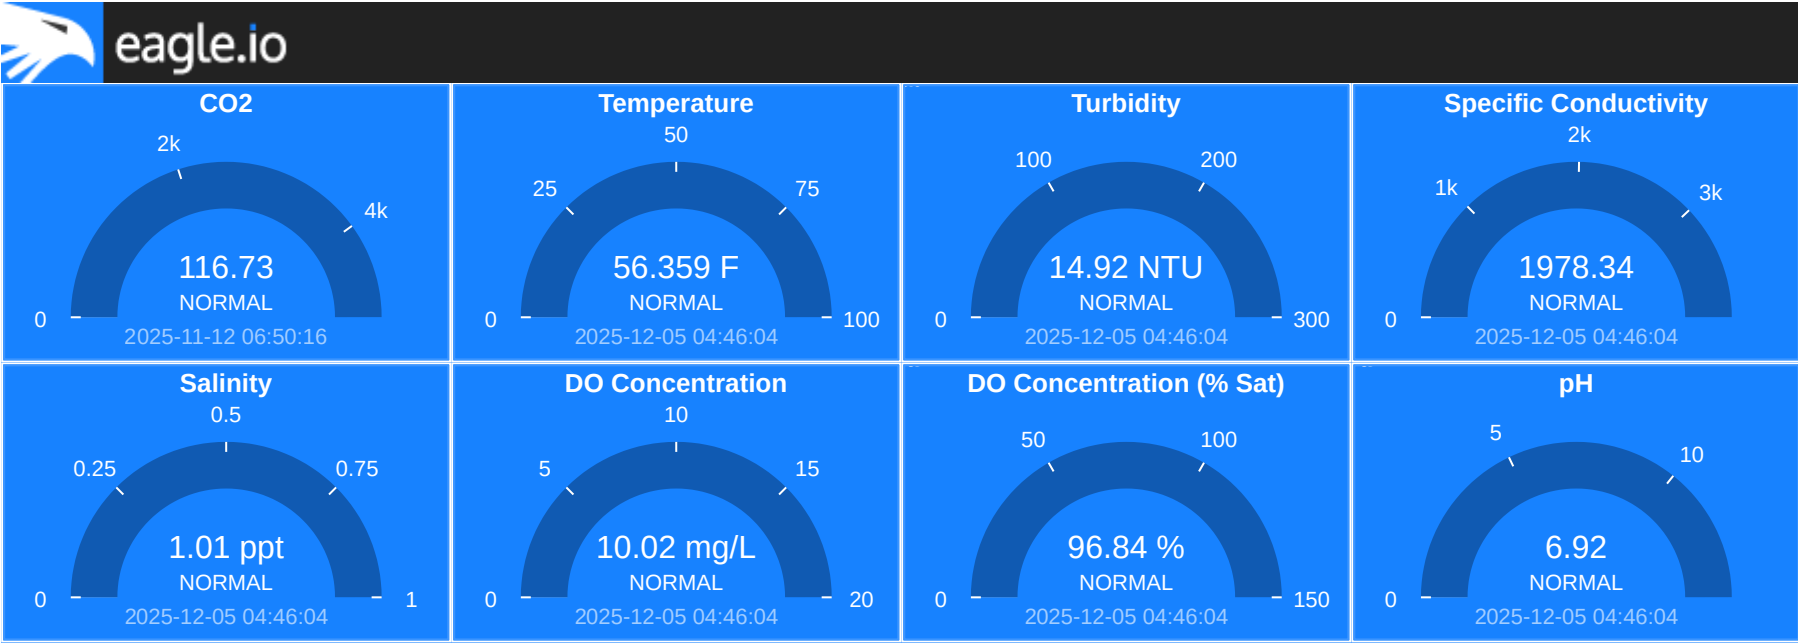 eagle.io
CO2
2k
4k
116.73
NORMAL
0
2025-11-12 06:50:16
Temperature
50
25
75
56.359 F
NORMAL
0
100
2025-12-05 04:46:04
Turbidity
100
200
14.92 NTU
NORMAL
0
300
2025-12-05 04:46:04
Specific Conductivity
2k
1k
3k
1978.34
NORMAL
0
2025-12-05 04:46:04
Salinity
0.5
0.25
0.75
1.01 ppt
NORMAL
0
1
2025-12-05 04:46:04
DO Concentration
10
5
15
10.02 mg/L
NORMAL
0
20
2025-12-05 04:46:04
DO Concentration (% Sat)
50
100
96.84 %
NORMAL
0
150
2025-12-05 04:46:04
pH
5
10
6.92
NORMAL
0
2025-12-05 04:46:04